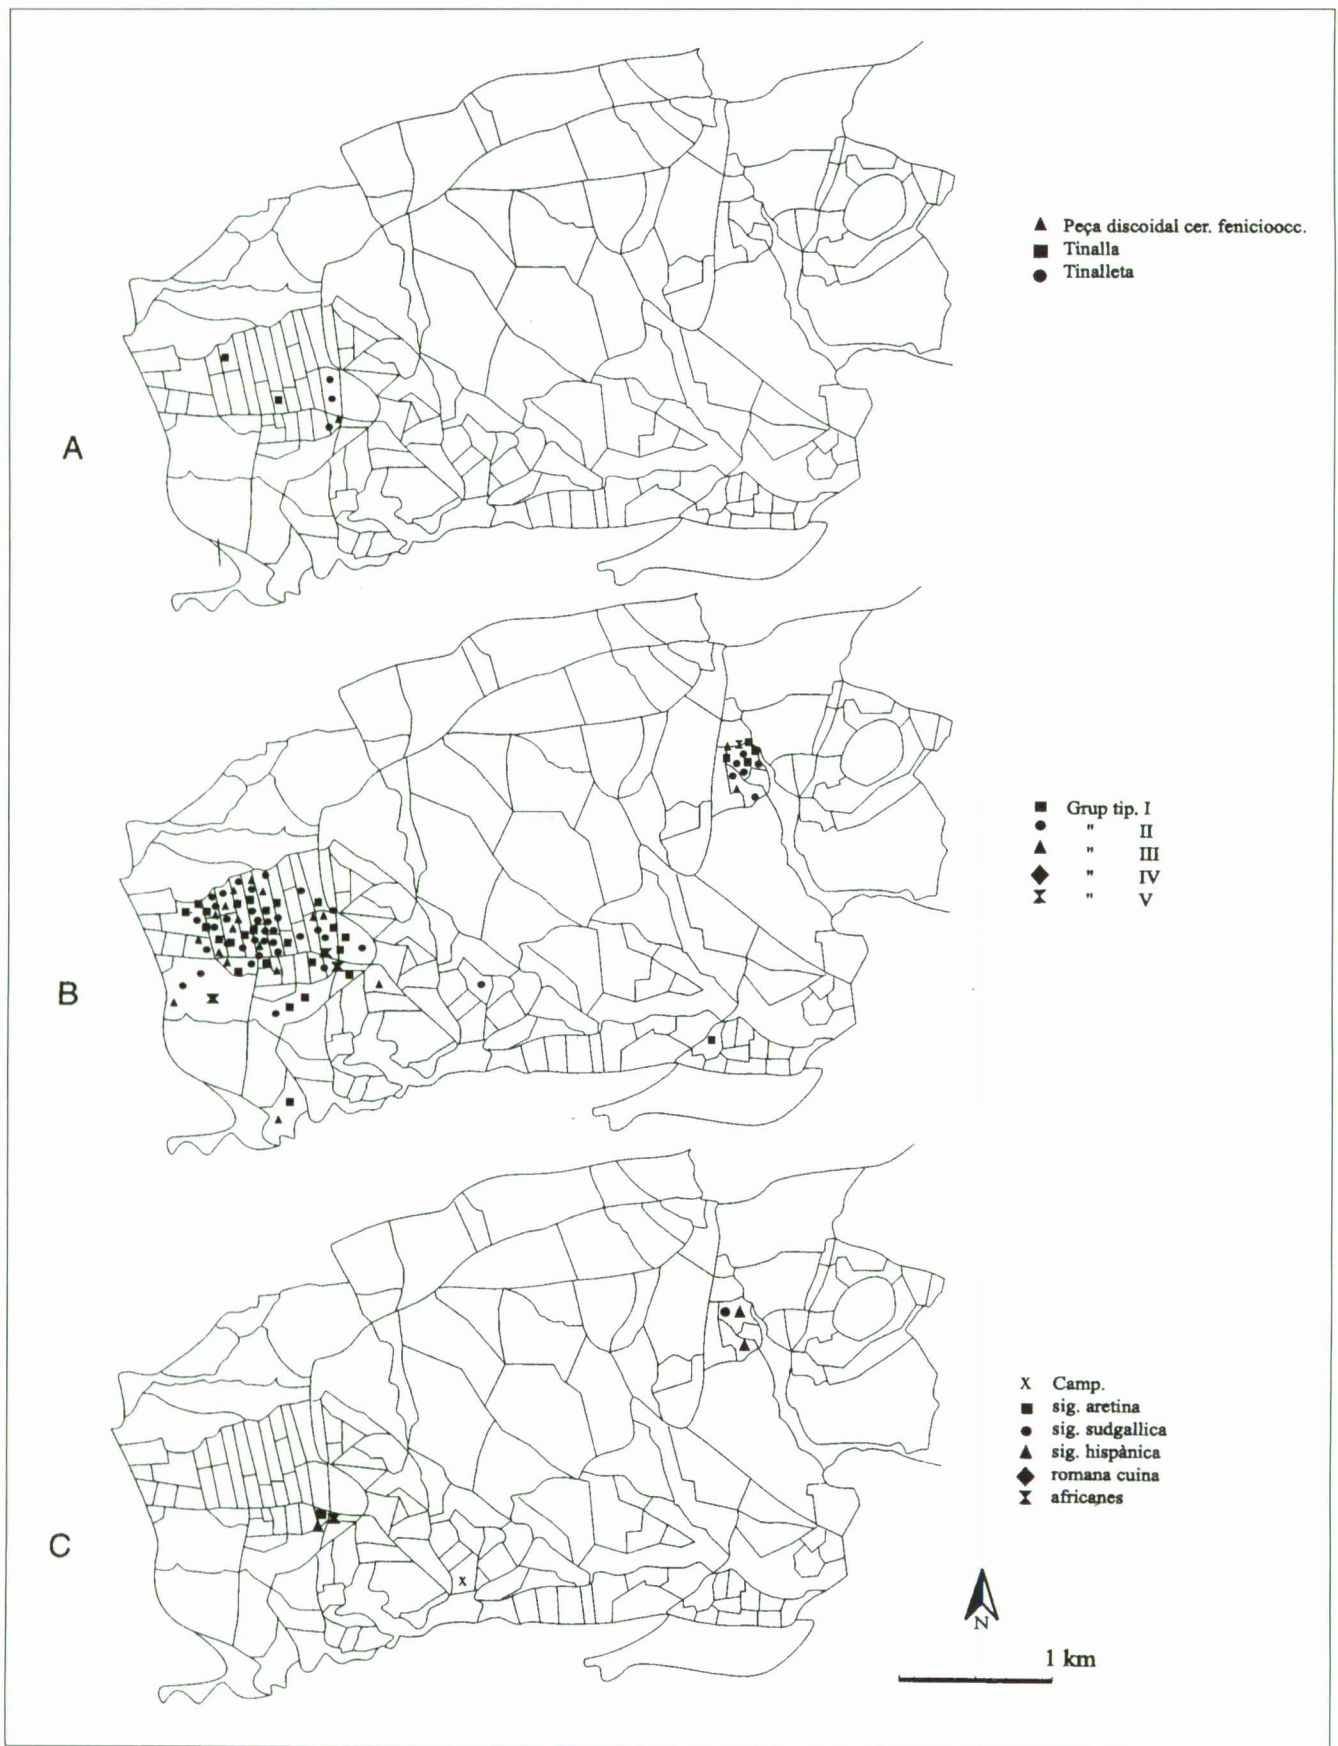 Peça discoidal cer. fenicioocc.
Tinalla
Tinalleta
A
Grup tip. I
" II
" III
" IV
" V
B
X Camp.
sig. aretina
sig. sudgallica
sig. hispànica
romana cuina
africanes
C
X
N
1 km